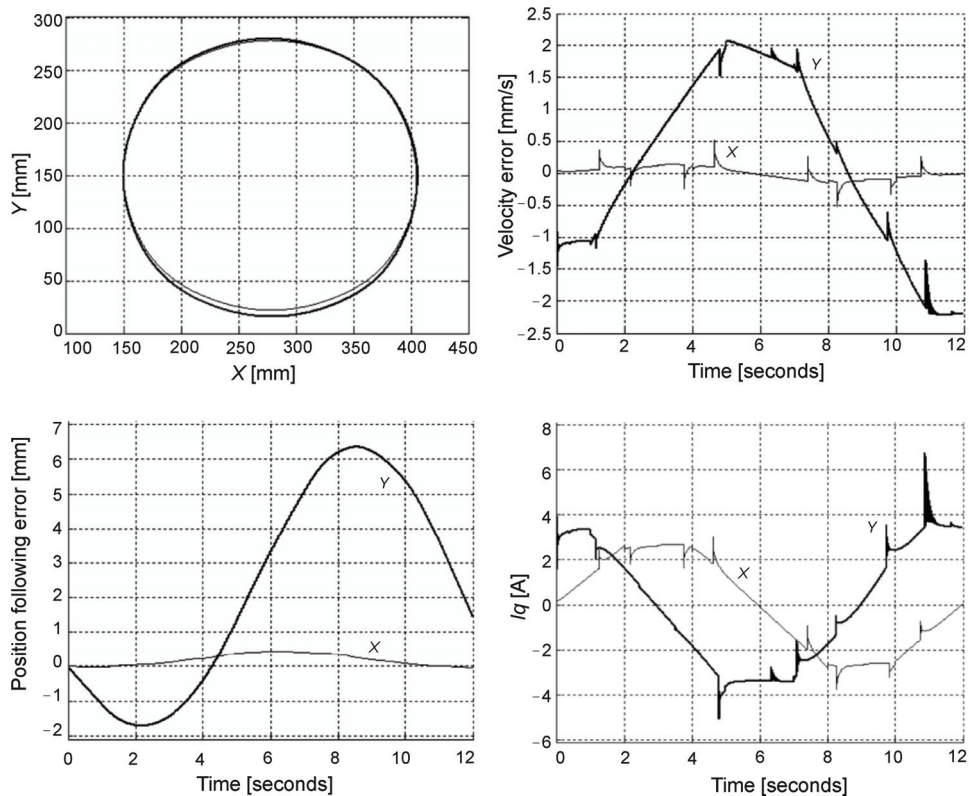 300
250
200
150
100
50
0
Y [mm]
100 150 200 250 300 350 400 450
X [mm]
2.5
2
1.5
1
0.5
0
−0.5
−1
−1.5
−2
−2.5
Velocity error [mm/s]
Y
X
0 2 4 6 8 10 12
Time [seconds]
7
6
5
4
3
2
1
0
−1
−2
Position following error [mm]
Y
X
0 2 4 6 8 10 12
Time [seconds]
8
6
4
2
0
−2
−4
−6
Iq [A]
Y
X
0 2 4 6 8 10 12
Time [seconds]